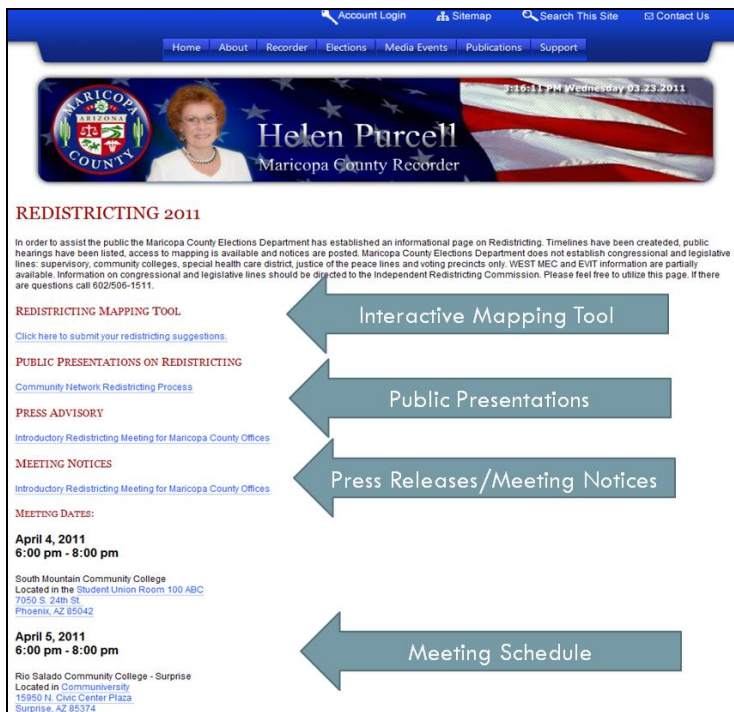 Account Login Sitemap Search This Site Contact Us
Home About Recorder Elections Media Events Publications Support
3:16:11 PM Wednesday 03.23.2011
MARICOPA
ARIZONA
COUNTY
Helen Purcell
Maricopa County Recorder
REDISTRICTING 2011
In order to assist the public the Maricopa County Elections Department has established an informational page on Redistricting. Timelines have been createded, public
hearings have been listed, access to mapping is available and notices are posted. Maricopa County Elections Department does not establish congressional and legislative
lines: supervisory, community colleges, special health care district, justice of the peace lines and voting precincts only. WEST MEC and EVIT information are partially
available. Information on congressional and legislative lines should be directed to the Independent Redistricting Commission. Please feel free to utilize this page. If there
are questions call 602/506-1511.
REDISTRICTING MAPPING TOOL
Interactive Mapping Tool
Click here to submit your redistricting suggestions.
PUBLIC PRESENTATIONS ON REDISTRICTING
Community Network Redistricting Process
Public Presentations
PRESS ADVISORY
Introductory Redistricting Meeting for Maricopa County Offices
MEETING NOTICES
Press Releases/Meeting Notices
Introductory Redistricting Meeting for Maricopa County Offices
MEETING DATES:
April 4, 2011
6:00 pm - 8:00 pm
South Mountain Community College
Located in the Student Union Room 100 ABC
7050 S. 24th St.
Phoenix, AZ 85042
April 5, 2011
6:00 pm - 8:00 pm
Meeting Schedule
Rio Salado Community College - Surprise
Located in Communiversity
15950 N. Civic Center Plaza
Surprise, AZ 85374